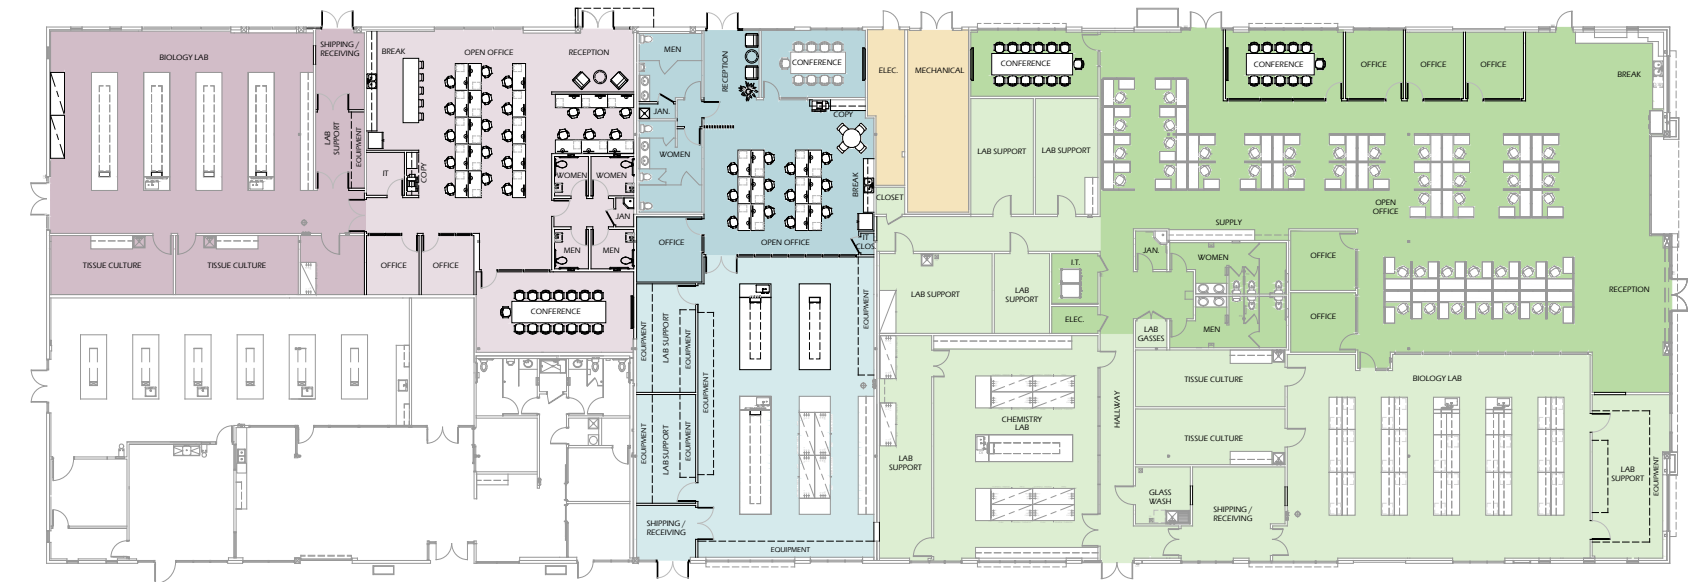 BIOLOGY LAB
SHIPPING /
RECEIVING
LAB
SUPPORT
EQUIPMENT
TISSUE CULTURE
TISSUE CULTURE
BREAK
OPEN OFFICE
RECEPTION
IT
COPY
WOMEN
WOMEN
JAN
MEN
MEN
OFFICE
OFFICE
CONFERENCE
MEN
JAN.
WOMEN
RECEPTION
CONFERENCE
COPY
BREAK
OFFICE
OPEN OFFICE
IT
CLOS.
EQUIPMENT
LAB SUPPORT
EQUIPMENT
EQUIPMENT
EQUIPMENT
EQUIPMENT
LAB SUPPORT
EQUIPMENT
SHIPPING /
RECEIVING
EQUIPMENT
ELEC.
MECHANICAL
CLOSET
CONFERENCE
LAB SUPPORT
LAB SUPPORT
LAB SUPPORT
LAB
SUPPORT
I.T.
ELEC.
CONFERENCE
OFFICE
OFFICE
OFFICE
BREAK
OPEN
OFFICE
SUPPLY
JAN.
WOMEN
MEN
LAB
GASSES
OFFICE
OFFICE
RECEPTION
CHEMISTRY
LAB
LAB
SUPPORT
HALLWAY
TISSUE CULTURE
TISSUE CULTURE
GLASS
WASH
SHIPPING /
RECEIVING
BIOLOGY LAB
LAB
SUPPORT
EQUIPMENT